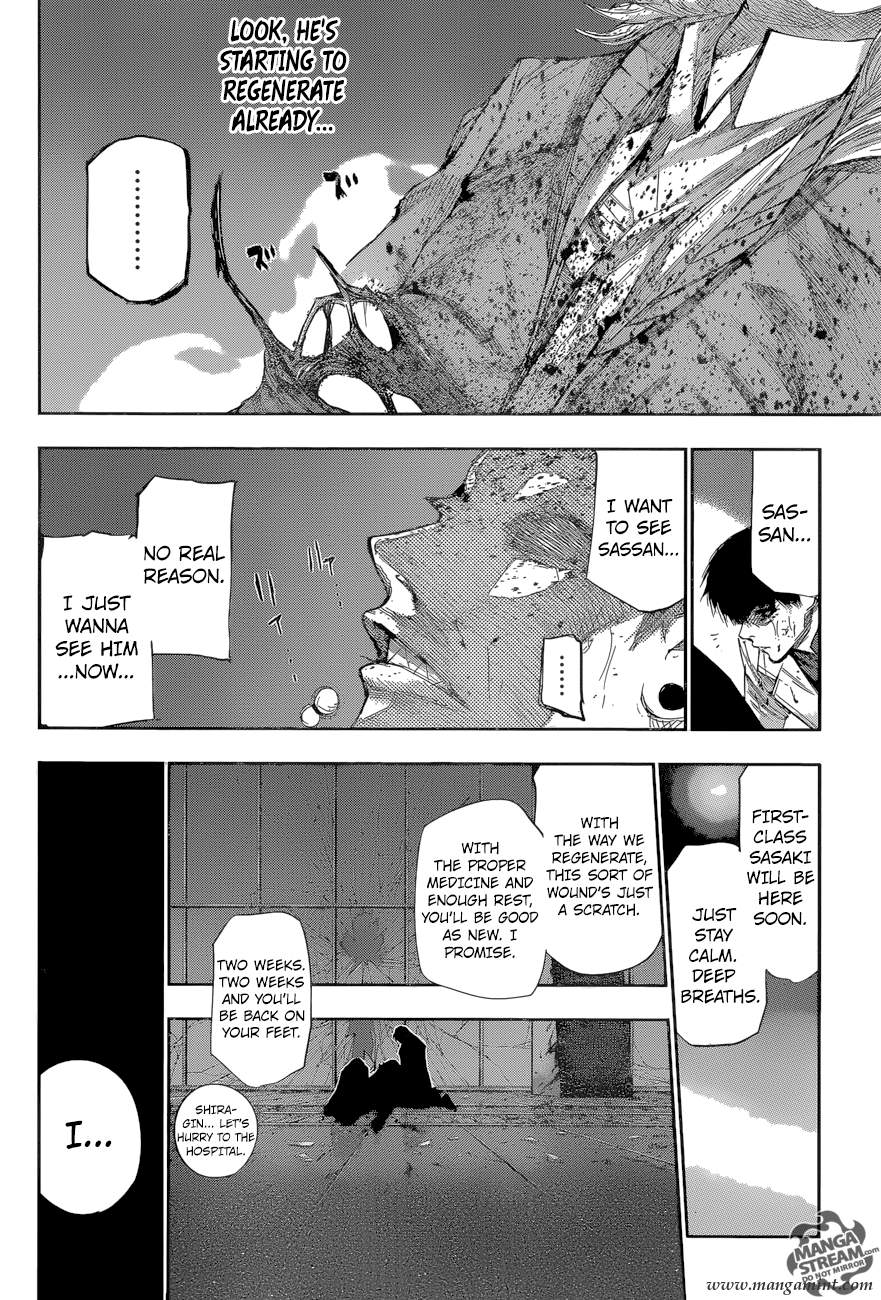 LOOK, HE'S
STARTING TO
REGENERATE
ALREADY...
.........
ズ
ズ
SAS-
SAN...
I WANT
TO SEE
SASSAN...
.....
NO REAL
REASON.
I JUST
WANNA
SEE HIM
...NOW...
FIRST-
CLASS
SASAKI
WILL BE
HERE
SOON.
JUST
STAY
CALM.
DEEP
BREATHS.
WITH
THE WAY WE
REGENERATE,
THIS SORT OF
WOUND'S JUST
A SCRATCH.
WITH
THE PROPER
MEDICINE AND
ENOUGH REST,
YOU'LL BE GOOD
AS NEW. I
PROMISE.
TWO WEEKS.
TWO WEEKS
AND YOU'LL
BE BACK ON
YOUR FEET.
SHIRA-
GIN... LET'S
HURRY TO THE
HOSPITAL.
I...
MANGA
STREAM.COM
DO NOT MIRROR!
www.mangamint.com